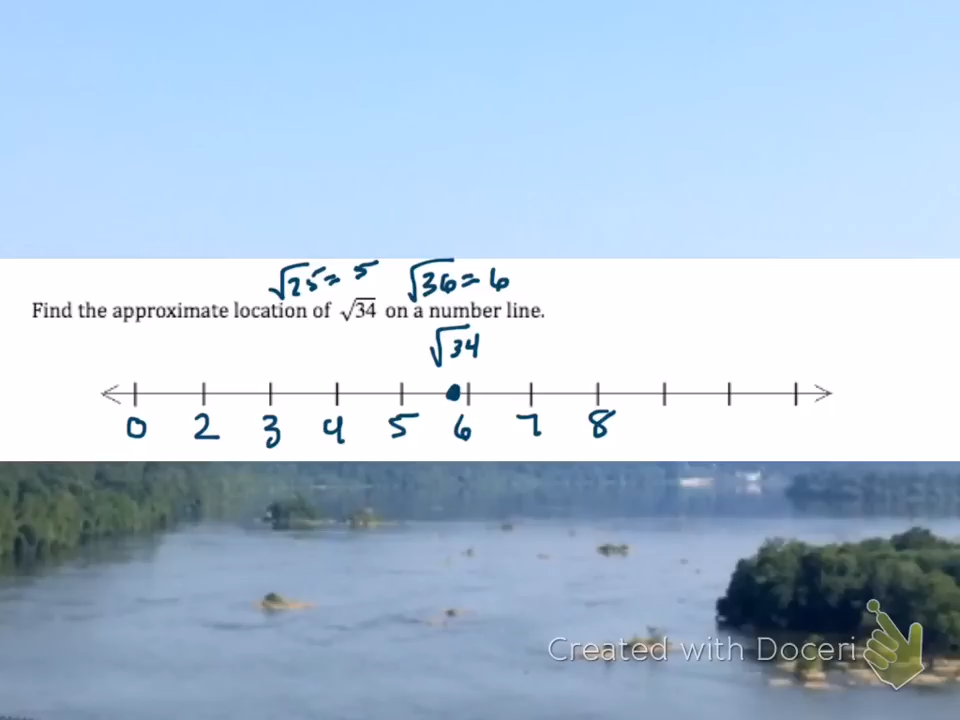 √25 = 5 √36 = 6
Find the approximate location of √34 on a number line.
√34
0 2 3 4 5 6 7 8
Created with Doceri